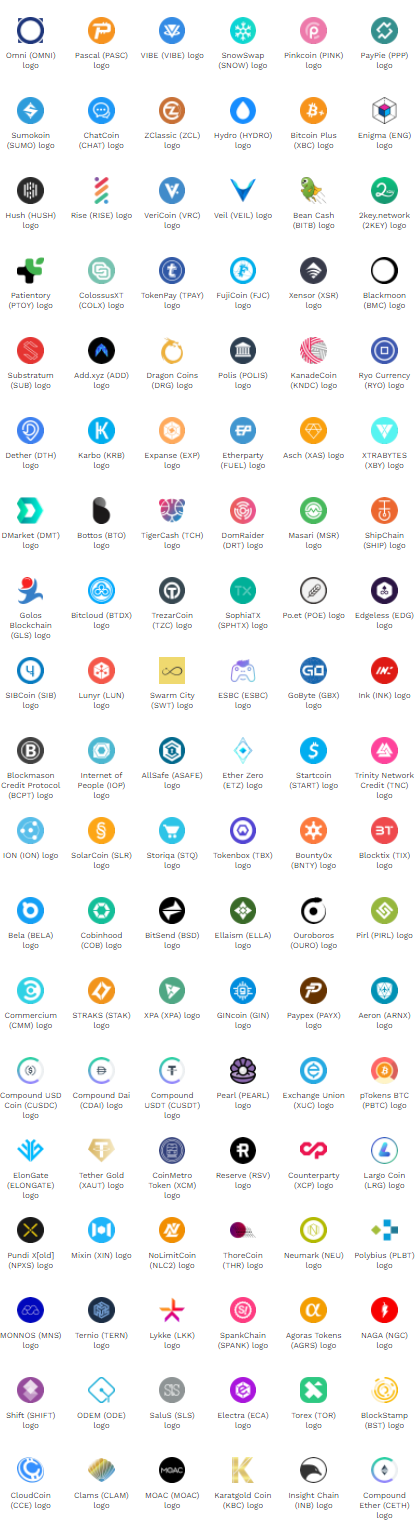 Omni (OMNI)
logo
Pascal (PASC)
logo
VIBE (VIBE) logo
SnowSwap
(SNOW) logo
Pinkcoin (PINK)
logo
PayPie (PPP)
logo
Sumokoin
(SUMO) logo
ChatCoin
(CHAT) logo
ZClassic (ZCL)
logo
Hydro (HYDRO)
logo
Bitcoin Plus
(XBC) logo
Enigma (ENG)
logo
Hush (HUSH)
logo
Rise (RISE) logo
VeriCoin (VRC)
logo
Veil (VEIL) logo
Bean Cash
(BITB) logo
2key.network
(2KEY) logo
Patientory
(PTOY) logo
ColossusXT
(COLX) logo
TokenPay (TPAY)
logo
FujiCoin (FJC)
logo
Xensor (XSR)
logo
Blackmoon
(BMC) logo
Substratum
(SUB) logo
Add.xyz (ADD)
logo
Dragon Coins
(DRG) logo
Polis (POLIS)
logo
KanadeCoin
(KNDC) logo
Ryo Currency
(RYO) logo
Dether (DTH)
logo
Karbo (KRB)
logo
Expanse (EXP)
logo
EP
Etherparty
(FUEL) logo
Asch (XAS) logo
XTRABYTES
(XBY) logo
DMarket (DMT)
logo
Bottos (BTO)
logo
TigerCash (TCH)
logo
DomRaider
(DRT) logo
Masari (MSR)
logo
ShipChain
(SHIP) logo
Golos
Blockchain
(GLS) logo
Bitcloud (BTDX)
logo
TrezarCoin
(TZC) logo
TX
SophiaTX
(SPHTX) logo
Po.et (POE) logo
Edgeless (EDG)
logo
SIBCoin (SIB)
logo
Lunyr (LUN)
logo
Swarm City
(SWT) logo
ESBC (ESBC)
logo
GO
GoByte (GBX)
logo
INK
Ink (INK) logo
B
Blockmason
Credit Protocol
(BCPT) logo
Internet of
People (IOP)
logo
AllSafe (ASAFE)
logo
Ether Zero
(ETZ) logo
$
Startcoin
(START) logo
Trinity Network
Credit (TNC)
logo
ION (ION) logo
SolarCoin (SLR)
logo
Storiqa (STQ)
logo
Tokenbox (TBX)
logo
Bounty0x
(BNTY) logo
BT
Blocktix (TIX)
logo
Bela (BELA)
logo
Cobinhood
(COB) logo
BitSend (BSD)
logo
Ellaism (ELLA)
logo
Ouroboros
(OURO) logo
Pirl (PIRL) logo
Commercium
(CMM) logo
STRAKS (STAK)
logo
XPA (XPA) logo
GINcoin (GIN)
logo
Paypex (PAYX)
logo
Aeron (ARNX)
logo
Compound USD
Coin (CUSDC)
logo
Compound Dai
(CDAI) logo
Compound
USDT (CUSDT)
logo
Pearl (PEARL)
logo
Exchange Union
(XUC) logo
pTokens BTC
(PBTC) logo
ElonGate
(ELONGATE)
logo
Tether Gold
(XAUT) logo
CoinMetro
Token (XCM)
logo
Reserve (RSV)
logo
Counterparty
(XCP) logo
Largo Coin
(LRG) logo
Pundi X[old]
(NPXS) logo
Mixin (XIN) logo
NoLimitCoin
(NLC2) logo
ThoreCoin
(THR) logo
Neumark (NEU)
logo
Polybius (PLBT)
logo
MONNOS (MNS)
logo
Ternio (TERN)
logo
Lykke (LKK)
logo
SpankChain
(SPANK) logo
α
Agoras Tokens
(AGRS) logo
NAGA (NGC)
logo
Shift (SHIFT)
logo
ODEM (ODE)
logo
SaluS (SLS)
logo
Electra (ECA)
logo
Torex (TOR)
logo
BlockStamp
(BST) logo
CloudCoin
(CCE) logo
Clams (CLAM)
logo
MOAC
MOAC (MOAC)
logo
K
Karatgold Coin
(KBC) logo
Insight Chain
(INB) logo
Compound
Ether (CETH)
logo